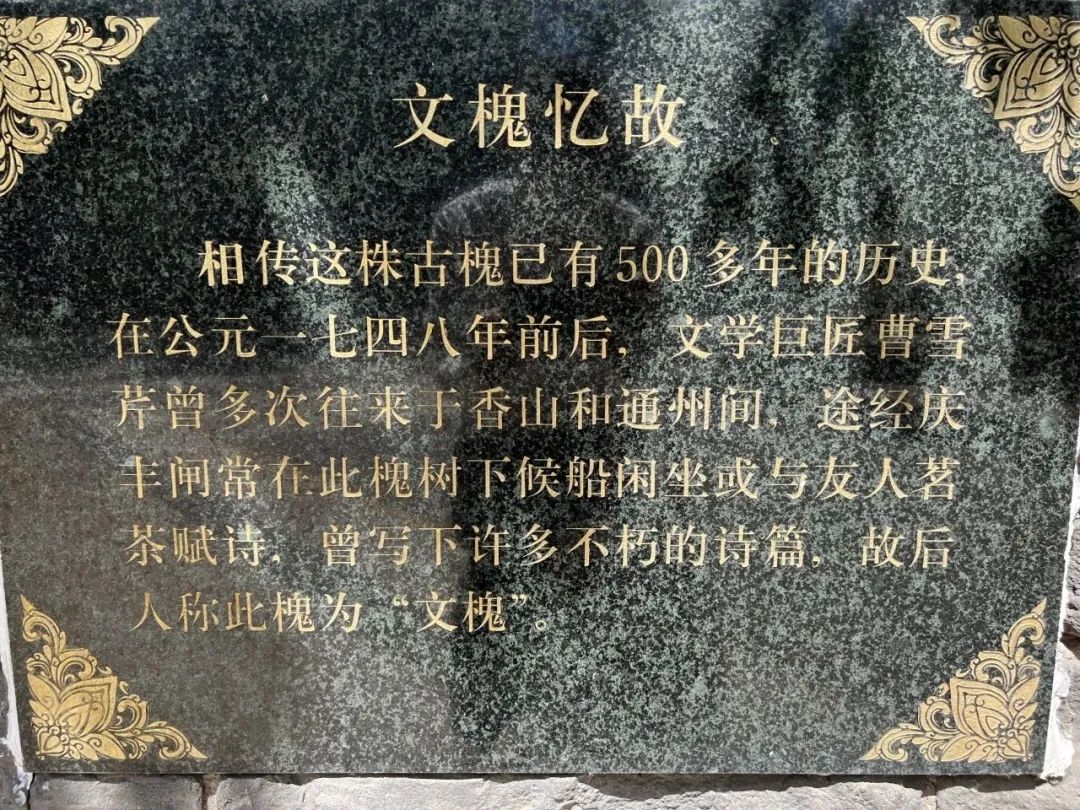 文槐忆故
相传这株古槐已有500多年的历史,
在公元一七四八年前后,文学巨匠曹雪
芹曾多次往来于香山和通州间,途经庆
丰闸常在此槐树下候船闲坐或与友人茗
茶赋诗,曾写下许多不朽的诗篇,故后
人称此槐为“文槐”。